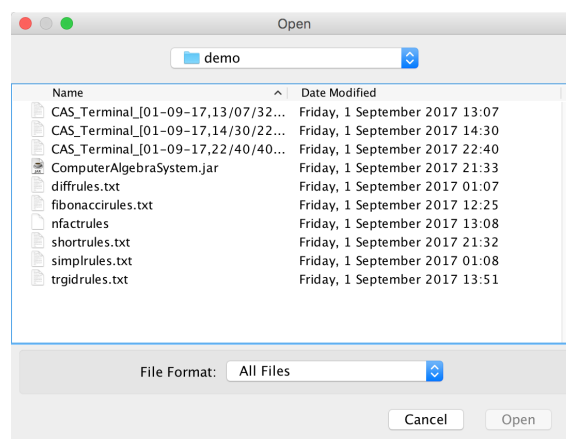 Open
demo
Name Date Modified
CAS_Terminal_[01-09-17,13/07/32... Friday, 1 September 2017 13:07
CAS_Terminal_[01-09-17,14/30/22... Friday, 1 September 2017 14:30
CAS_Terminal_[01-09-17,22/40/40... Friday, 1 September 2017 22:40
ComputerAlgebraSystem.jar Friday, 1 September 2017 21:33
diffrules.txt Friday, 1 September 2017 01:07
fibonaccirules.txt Friday, 1 September 2017 12:25
nfactrules Friday, 1 September 2017 13:08
shortrules.txt Friday, 1 September 2017 21:32
simplrules.txt Friday, 1 September 2017 01:08
trgidrules.txt Friday, 1 September 2017 13:51
File Format: All Files
Cancel Open